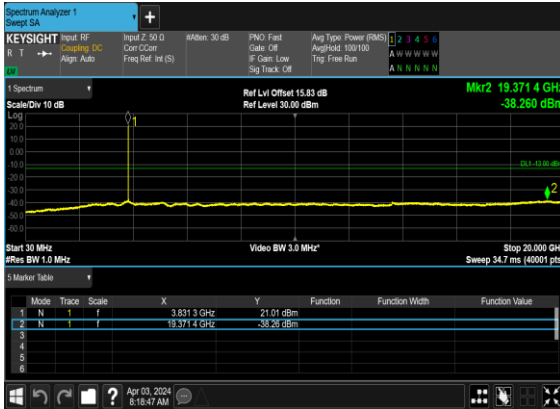 Spectrum Analyzer 1
Swept SA
+
KEYSIGHT Input: RF Input Z: 50 Ω #Atten: 30 dB PNO: Fast Avg Type: Power (RMS) 1 2 3 4 5 6
R T Coupling: DC Corr CCorr Gate: Off Avg|Hold: 100/100 A W W W W W
Align: Auto Freq Ref: Int (S) IF Gain: Low Trig: Free Run
Sig Track: Off A N N N N N
1 Spectrum
Ref Lvl Offset 15.83 dB Mkr2 19.371 4 GHz
Scale/Div 10 dB Ref Level 30.00 dBm -38.260 dBm
Log
20.0
10.0
0.00
-10.0
DL1 -13.00 dBm
-20.0
-30.0
-40.0
-50.0
-60.0
1
2
Start 30 MHz Video BW 3.0 MHz* Stop 20.000 GHz
#Res BW 1.0 MHz Sweep 34.7 ms (40001 pts)
5 Marker Table
Mode Trace Scale X Y Function Function Width Function Value
1 N 1 f 3.831 3 GHz 21.01 dBm
2 N 1 f 19.371 4 GHz -38.26 dBm
3
4
5
6
? Apr 03, 2024
8:18:47 AM